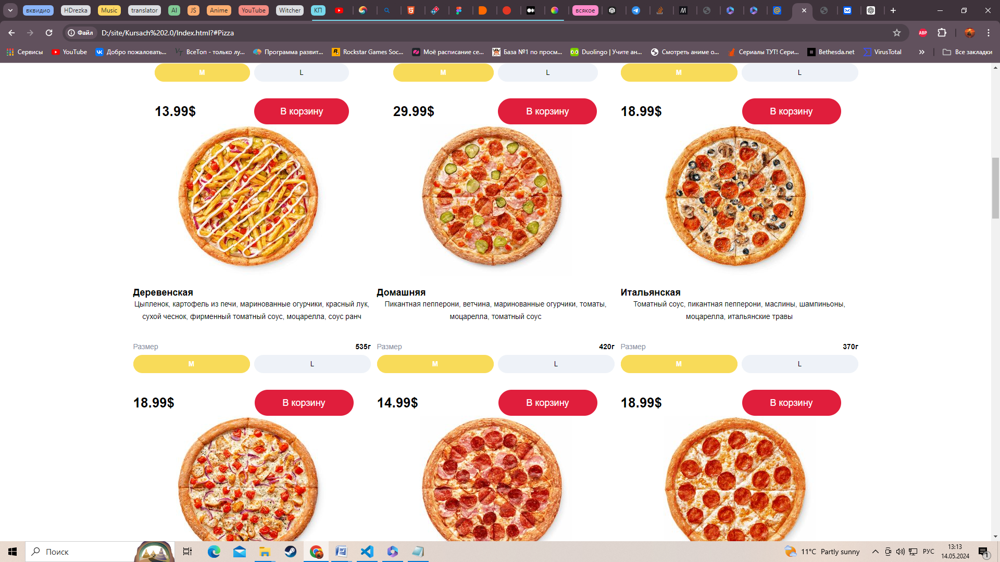 вквидио HDrezka Music translator AI JS Anime YouTube Witcher КП всякое
Файл D:/site/Kursach%202.0/Index.html?#Pizza ABP
Сервисы YouTube Добро пожаловать... ВсеТоп - только лу... Программа развит... Rockstar Games Soc... Моё расписание се... База №1 по просм... Duolingo | Учите ан... Смотреть аниме о... Сериалы ТУТ! Сери... Bethesda.net VirusTotal Все закладки
M L M L M L
13.99$ В корзину 29.99$ В корзину 18.99$ В корзину
Деревенская
Цыпленок, картофель из печи, маринованные огурчики, красный лук,
сухой чеснок, фирменный томатный соус, моцарелла, соус ранч
Размер 535г
M L
18.99$ В корзину
Домашняя
Пикантная пепперони, ветчина, маринованные огурчики, томаты,
моцарелла, томатный соус
Размер 420г
M L
14.99$ В корзину
Итальянская
Томатный соус, пикантная пепперони, маслины, шампиньоны,
моцарелла, итальянские травы
Размер 370г
M L
18.99$ В корзину
Поиск 11°C Partly sunny РУС 13:13
14.05.2024 1